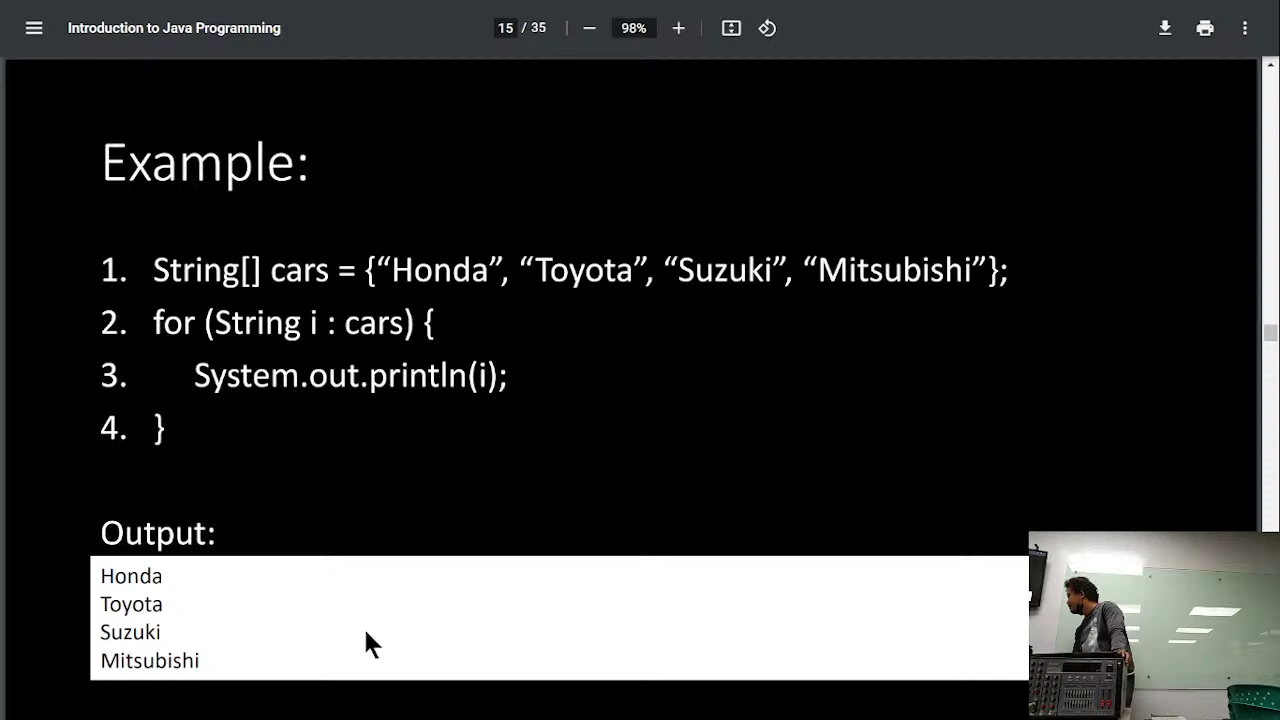 Introduction to Java Programming
15 / 35
98%
Example:
1. String[] cars = {“Honda”, “Toyota”, “Suzuki”, “Mitsubishi”};
2. for (String i : cars) {
3. System.out.println(i);
4. }
Output:
Honda
Toyota
Suzuki
Mitsubishi